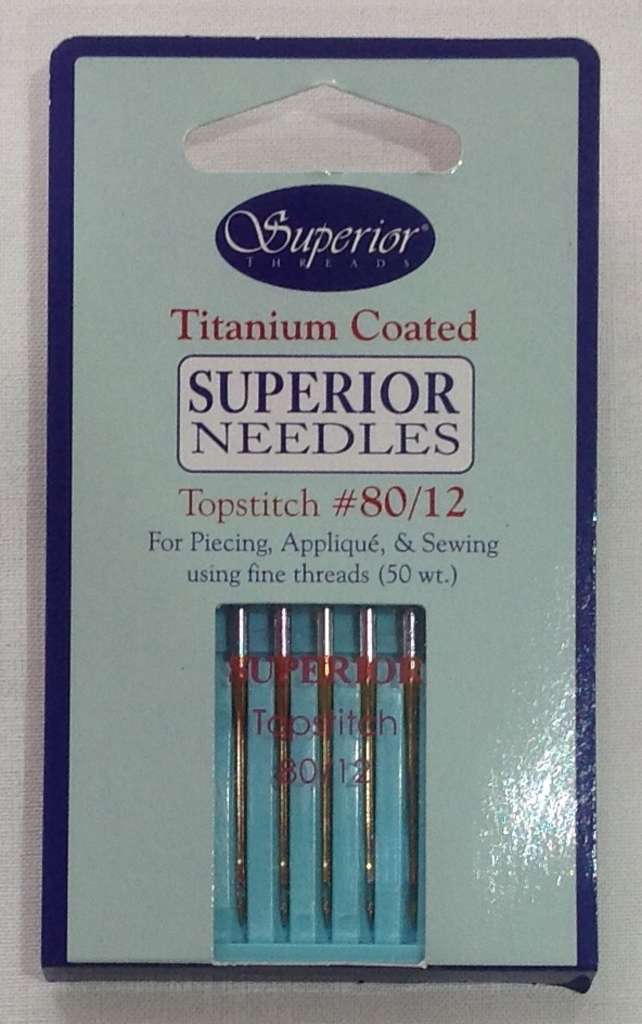 Superior®
THREADS
Titanium Coated
SUPERIOR
NEEDLES
Topstitch #80/12
For Piecing, Appliqué, & Sewing
using fine threads (50 wt.)
SUPERIOR
Topstitch
80/12